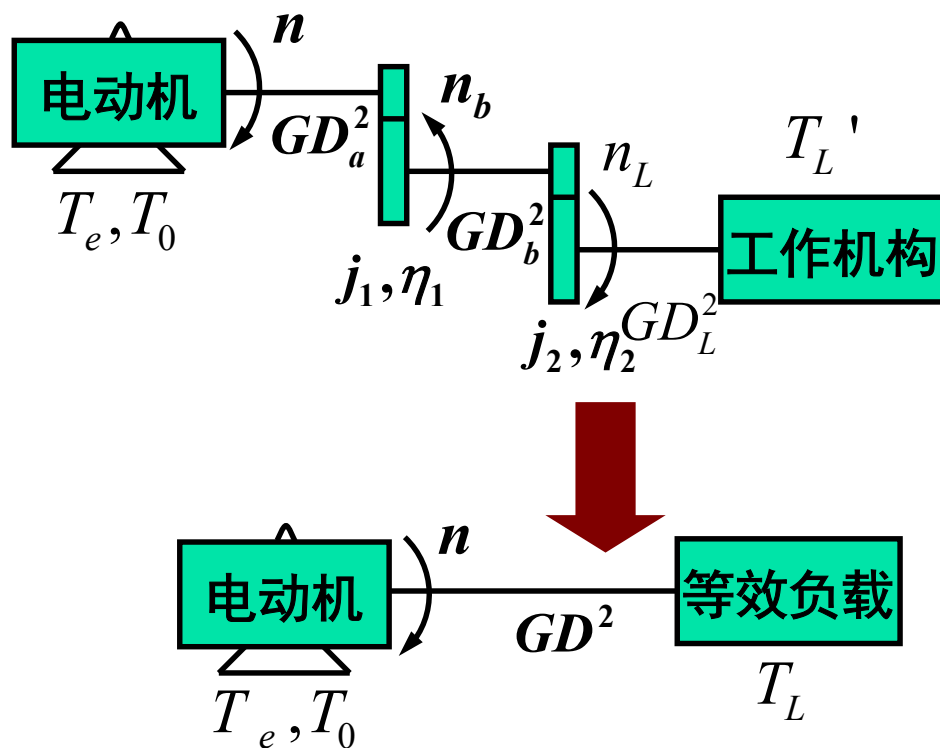 n
电动机
GD_a^2
n_b
T_e, T_0
j_1, η_1
GD_b^2
n_L
T_L'
工作机构
j_2, η_2
GD_L^2
n
电动机
GD^2
等效负载
T_e, T_0
T_L